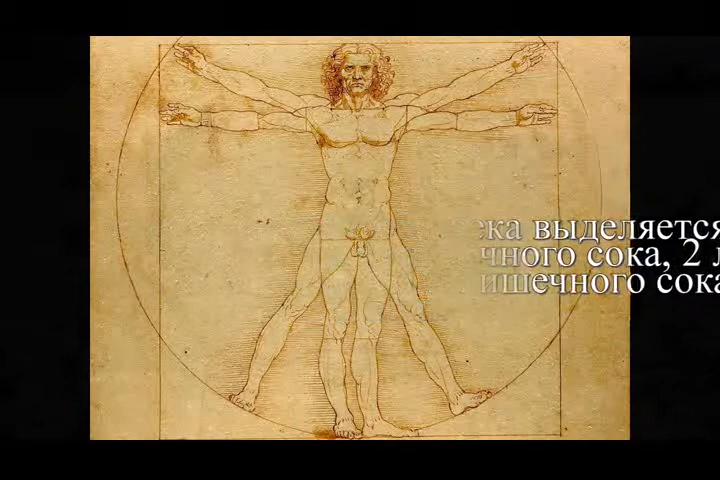 ека выделяется
чного сока, 2 л
ишечного сока